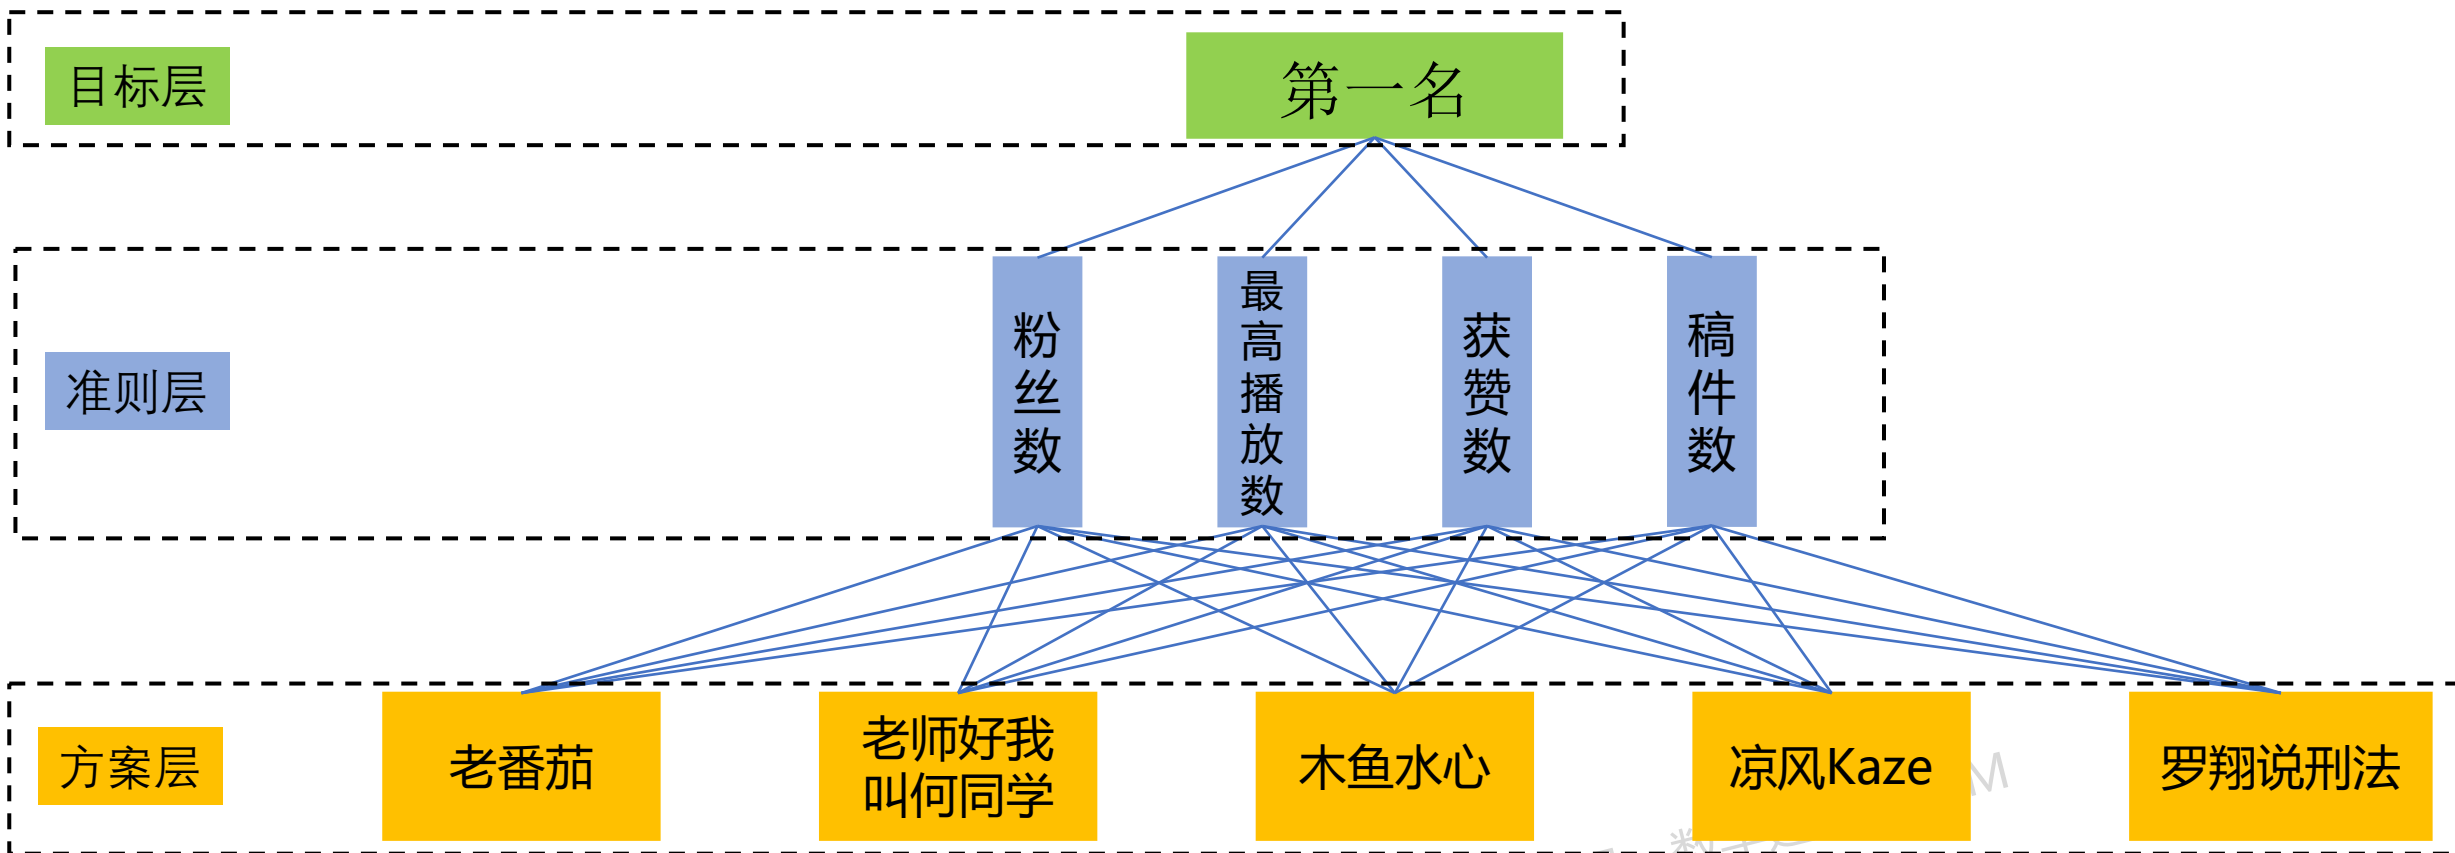 目标层
第一名
准则层
粉丝数
最高播放数
获赞数
稿件数
方案层
老番茄
老师好我
叫何同学
木鱼水心
凉风Kaze
罗翔说刑法